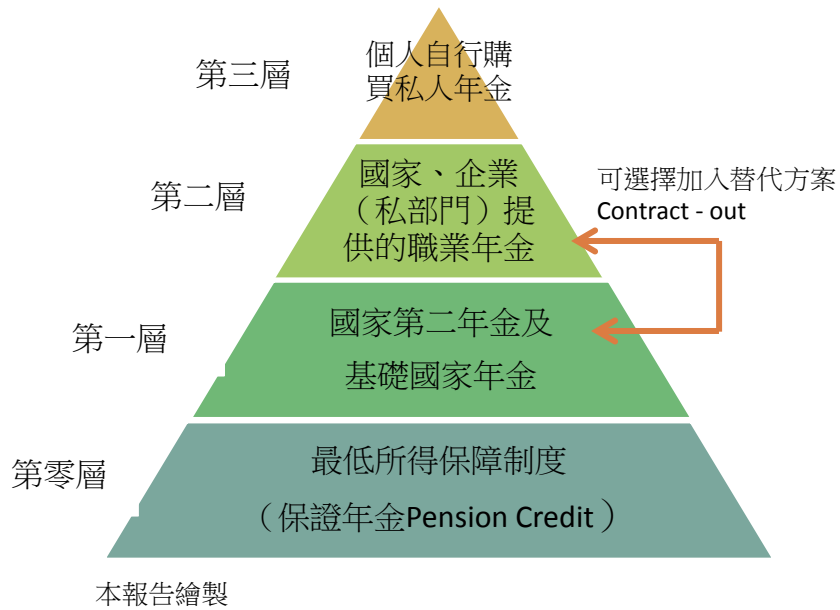 第三層
個人自行購
買私人年金
第二層
國家、企業
（私部門）提
供的職業年金
可選擇加入替代方案
Contract - out
第一層
國家第二年金及
基礎國家年金
第零層
最低所得保障制度
（保證年金Pension Credit）
本報告繪製